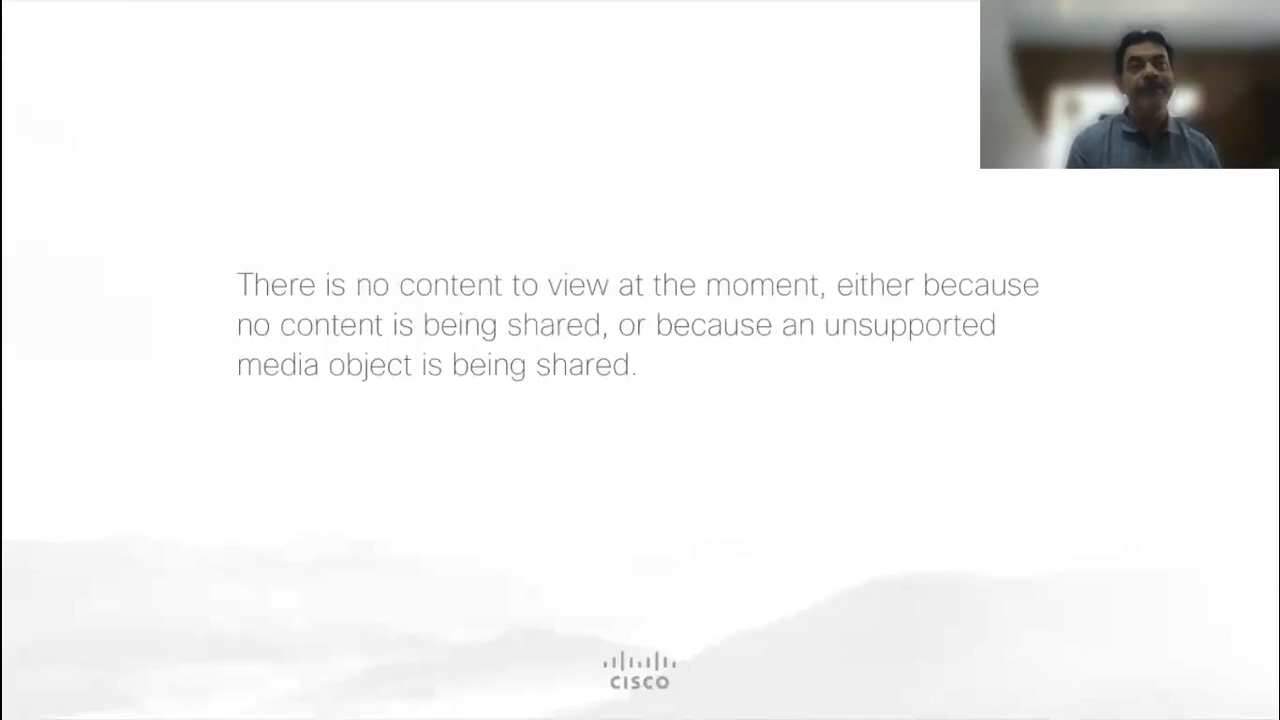 There is no content to view at the moment, either because
no content is being shared, or because an unsupported
media object is being shared.
CISCO